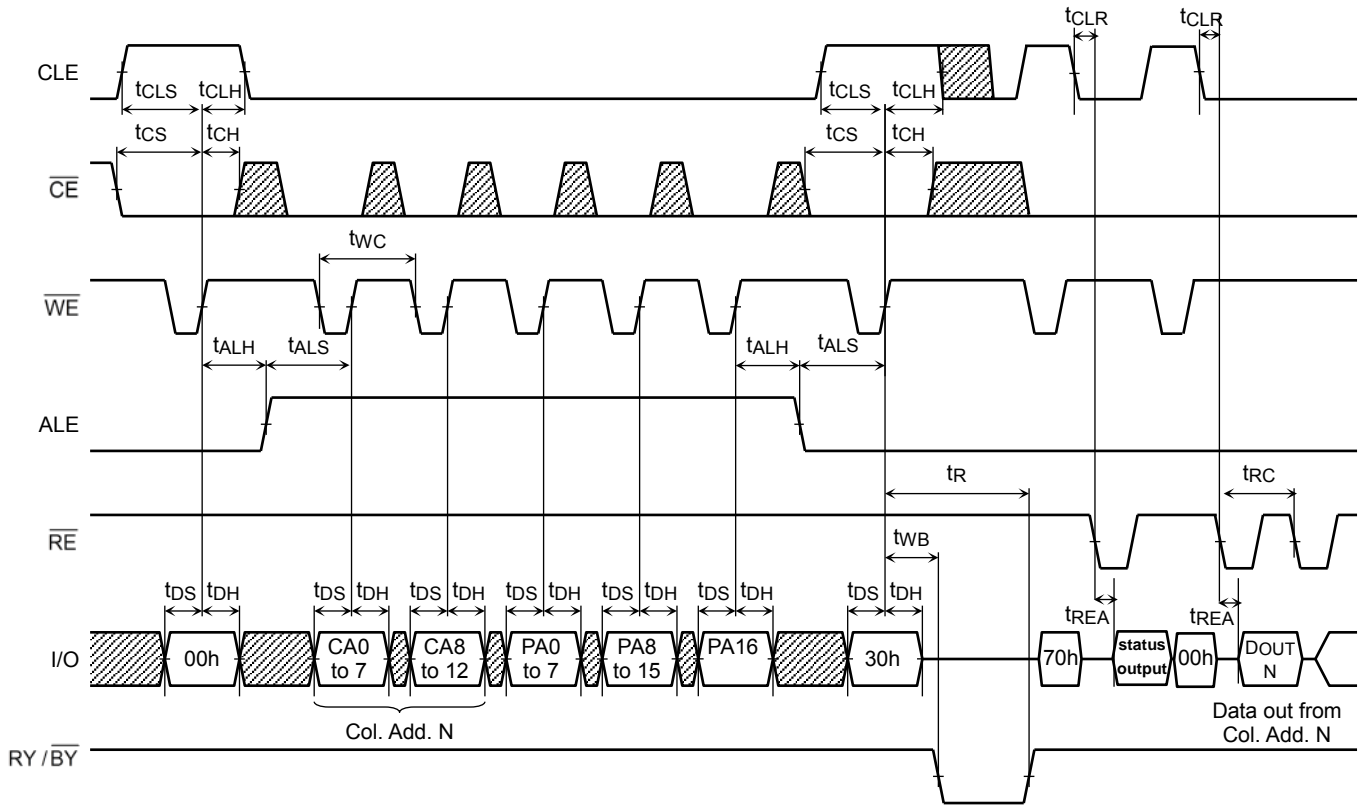 tCLR tCLR
CLE
tCLS tCLH tCLS tCLH
tCS tCH tCS tCH
CE
tWC
WE
tALH tALS tALH tALS
ALE
tR tRC
RE
tWB
tDS tDH tDS tDH tDS tDH tDS tDH tDS tDH tDS tDH tDS tDH
tREA tREA
I/O 00h CA0 to 7 CA8 to 12 PA0 to 7 PA8 to 15 PA16 30h 70h status output 00h DOUT N
Col. Add. N
Data out from
Col. Add. N
RY / BY